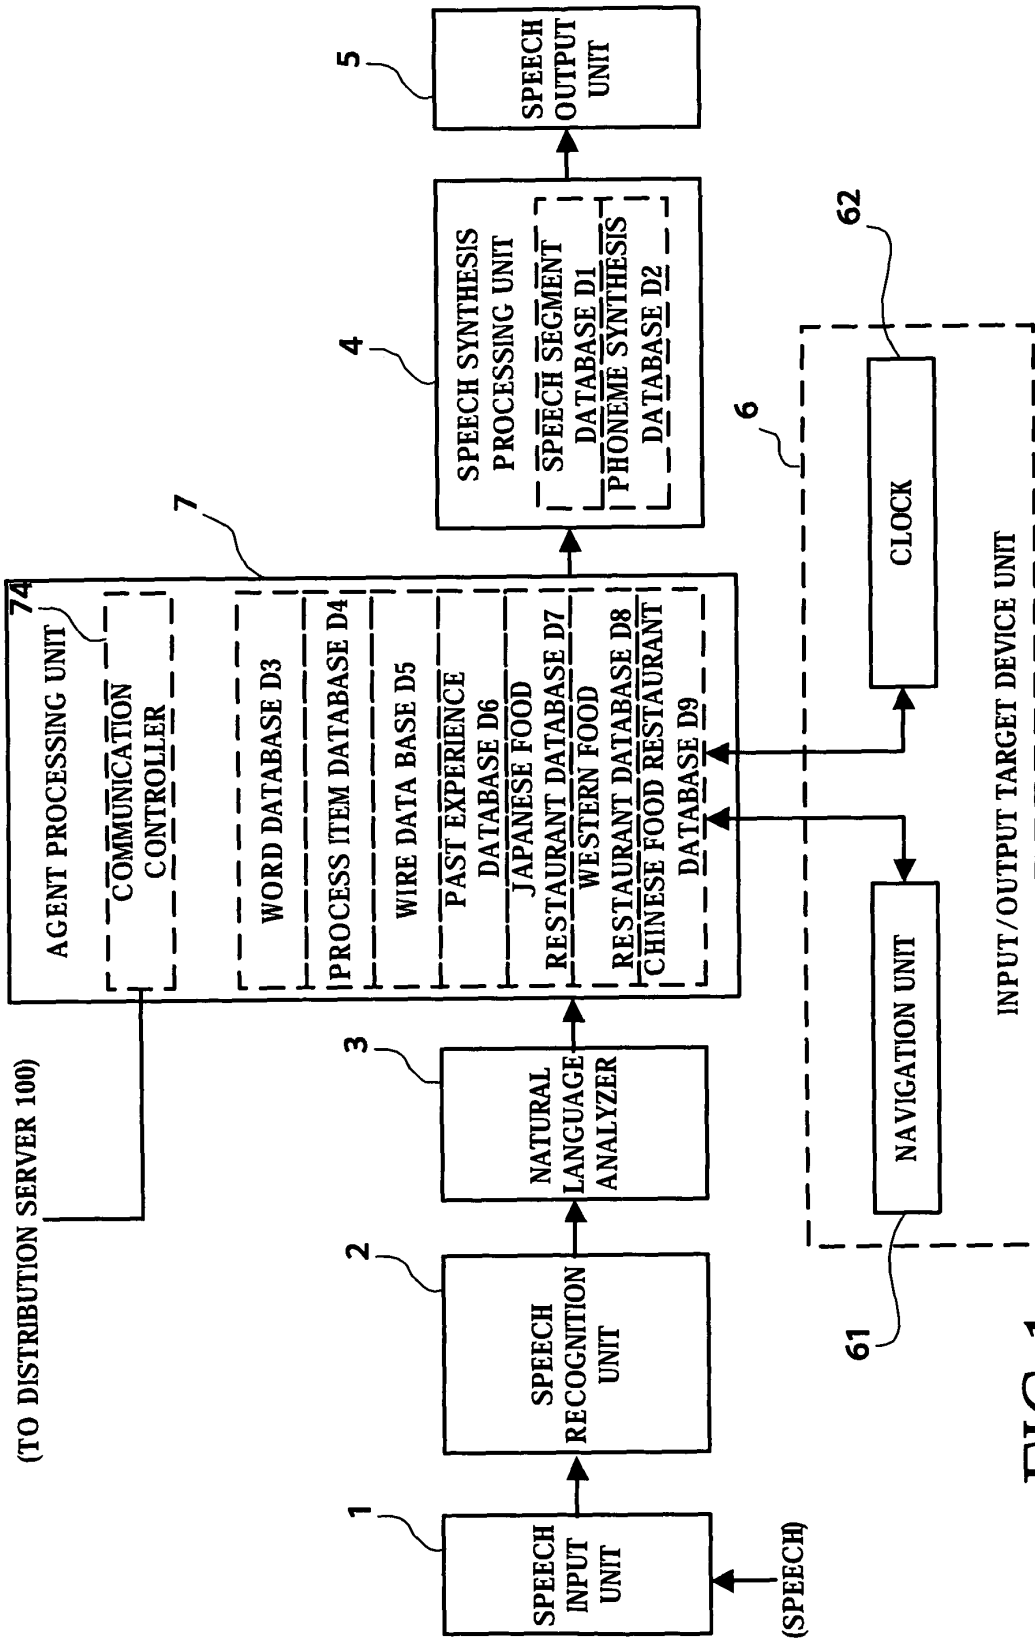 (TO DISTRIBUTION SERVER 100)
74
AGENT PROCESSING UNIT
COMMUNICATION
CONTROLLER
7
WORD DATABASE D3
PROCESS ITEM DATABASE D4
WIRE DATA BASE D5
PAST EXPERIENCE
DATABASE D6
JAPANESE FOOD
RESTAURANT DATABASE D7
WESTERN FOOD
RESTAURANT DATABASE D8
CHINESE FOOD RESTAURANT
DATABASE D9
1
SPEECH
INPUT
UNIT
(SPEECH)
2
SPEECH
RECOGNITION
UNIT
3
NATURAL
LANGUAGE
ANALYZER
4
SPEECH SYNTHESIS
PROCESSING UNIT
SPEECH SEGMENT
DATABASE D1
PHONEME SYNTHESIS
DATABASE D2
5
SPEECH
OUTPUT
UNIT
6
61
NAVIGATION UNIT
62
CLOCK
INPUT/OUTPUT TARGET DEVICE UNIT
FIG. 1